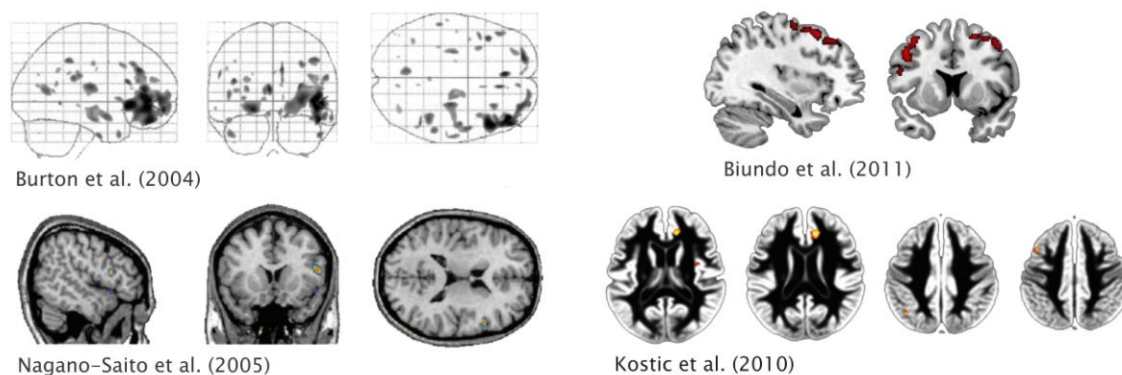 Burton et al. (2004)
Biundo et al. (2011)
Nagano-Saito et al. (2005)
Kostic et al. (2010)